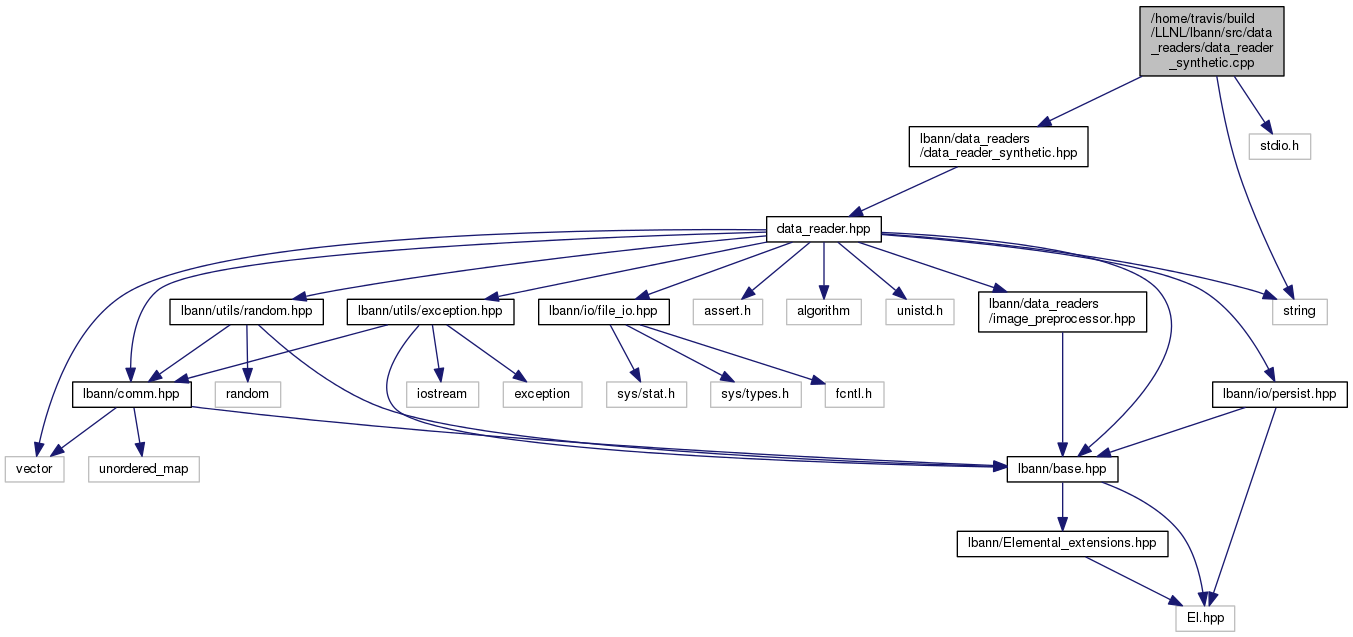 /home/travis/build
/LLNL/lbann/src/data
_readers/data_reader
_synthetic.cpp
lbann/data_readers
/data_reader_synthetic.hpp
stdio.h
data_reader.hpp
lbann/utils/random.hpp
lbann/utils/exception.hpp
lbann/io/file_io.hpp
assert.h
algorithm
unistd.h
lbann/data_readers
/image_preprocessor.hpp
string
lbann/comm.hpp
random
iostream
exception
sys/stat.h
sys/types.h
fcntl.h
lbann/io/persist.hpp
vector
unordered_map
lbann/base.hpp
lbann/Elemental_extensions.hpp
El.hpp